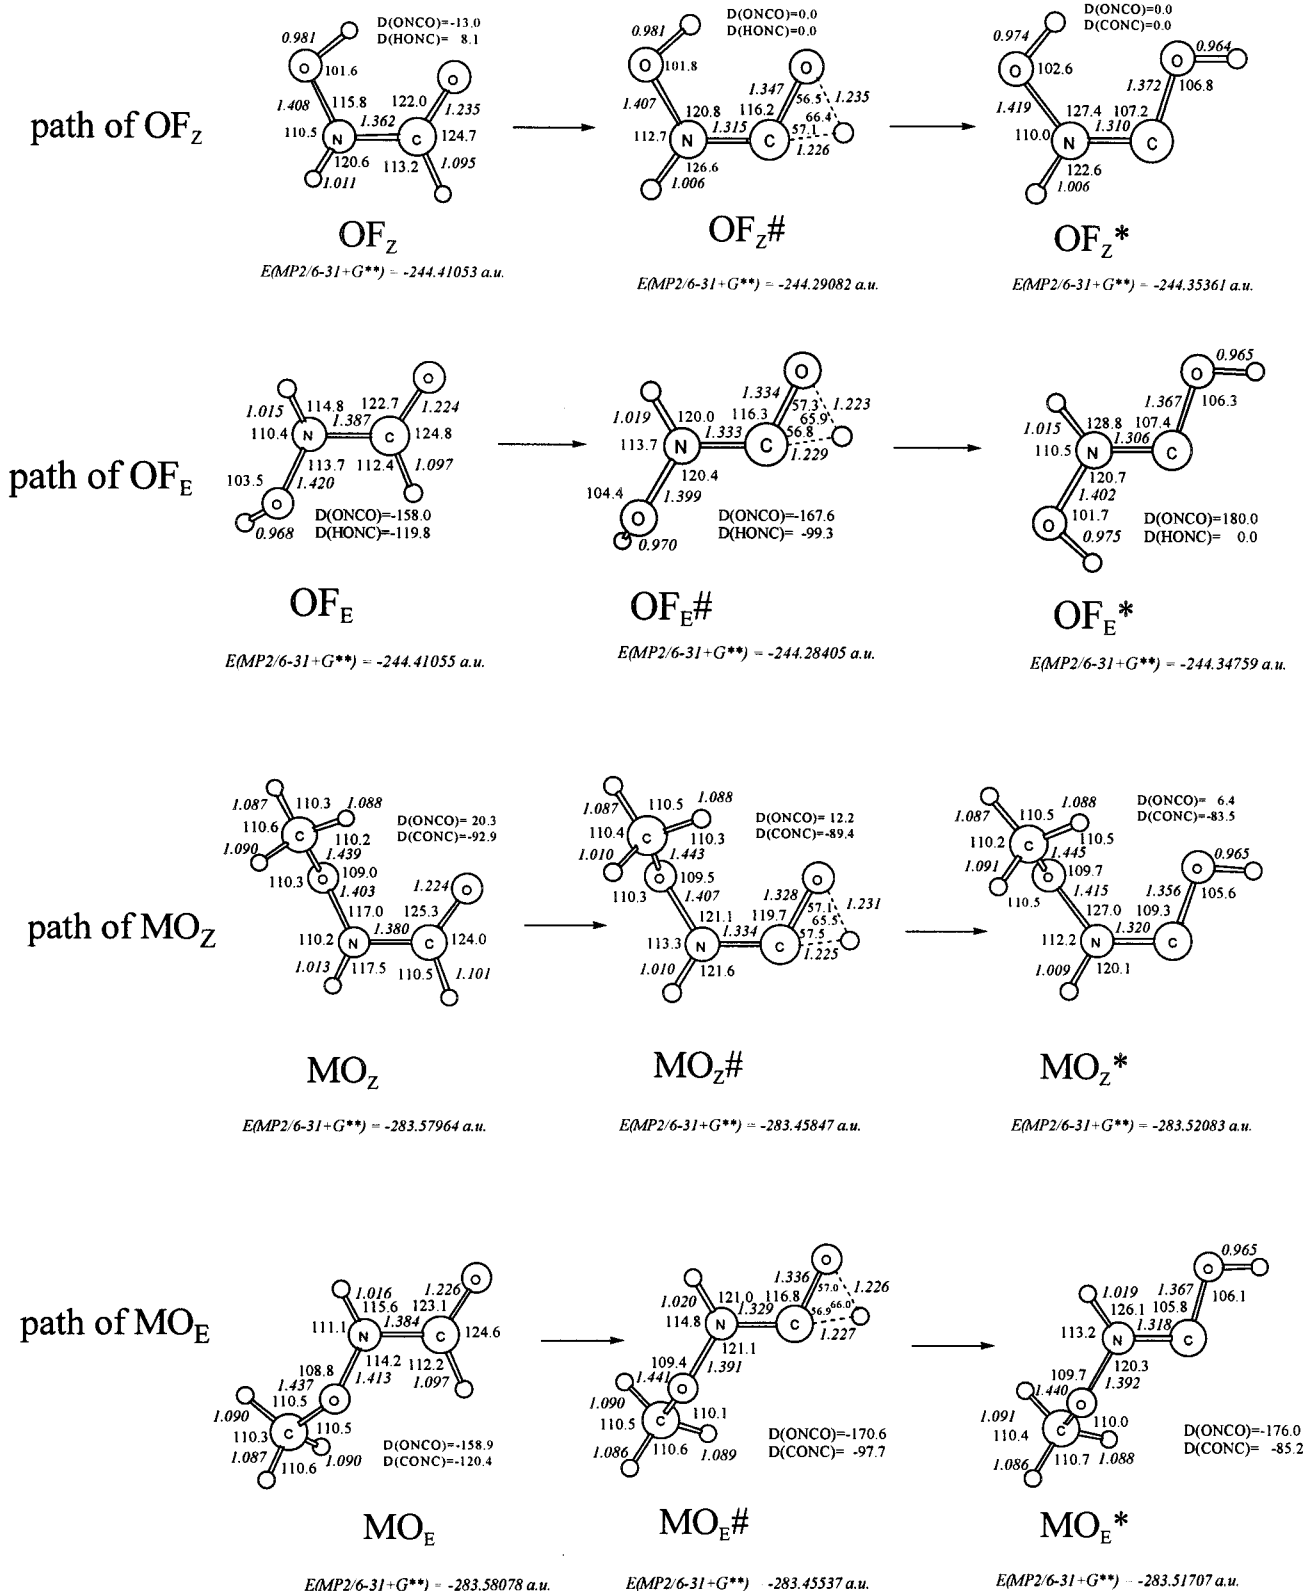 path of OF_Z
D(ONCO)=-13.0
D(HONC)= 8.1
0.981
O
101.6
O
1.408
115.8
122.0
1.235
1.362
110.5
N
C
124.7
120.6
113.2
1.095
1.011
OF_Z
E(MP2/6-31+G**) = -244.41053 a.u.
D(ONCO)=0.0
D(HONC)=0.0
0.981
O
101.8
O
1.347
56.5
1.235
1.407
120.8
116.2
66.4
1.315
57.1
112.7
N
C
1.226
126.6
1.006
OF_Z#
E(MP2/6-31+G**) = -244.29082 a.u.
D(ONCO)=0.0
D(CONC)=0.0
0.974
O
102.6
O
0.964
1.372
106.8
1.419
127.4
107.2
1.310
110.0
N
C
122.6
1.006
OF_Z*
E(MP2/6-31+G**) = -244.35361 a.u.
path of OF_E
O
1.015
114.8
122.7
1.224
1.387
110.4
N
C
124.8
113.7
112.4
1.097
103.5
1.420
O
0.968
D(ONCO)=-158.0
D(HONC)=-119.8
OF_E
E(MP2/6-31+G**) = -244.41055 a.u.
O
1.334
57.3
1.223
1.019
120.0
116.3
65.9
1.333
56.8
113.7
N
C
1.229
120.4
104.4
1.399
O
0.970
D(ONCO)=-167.6
D(HONC)= -99.3
OF_E#
E(MP2/6-31+G**) = -244.28405 a.u.
0.965
O
1.367
106.3
1.015
128.8
107.4
1.306
110.5
N
C
120.7
1.402
O
101.7
0.975
D(ONCO)=180.0
D(HONC)= 0.0
OF_E*
E(MP2/6-31+G**) = -244.34759 a.u.
path of MO_Z
1.087
110.3
1.088
D(ONCO)= 20.3
D(CONC)=-92.9
110.6
C
110.2
1.090
1.439
110.3
O
109.0
1.403
1.224
O
117.0
125.3
1.380
110.2
N
C
124.0
1.013
117.5
110.5
1.101
MO_Z
E(MP2/6-31+G**) = -283.57964 a.u.
1.087
110.5
1.088
D(ONCO)= 12.2
D(CONC)=-89.4
110.4
C
110.3
1.010
1.443
110.3
O
109.5
1.407
1.328
O
57.1
1.231
121.1
119.7
65.5
1.334
57.5
113.3
N
C
1.225
1.010
121.6
MO_Z#
E(MP2/6-31+G**) = -283.45847 a.u.
1.087
110.5
1.088
D(ONCO)= 6.4
D(CONC)=-83.5
110.2
C
110.5
1.091
1.445
110.5
O
109.7
1.415
1.356
O
0.965
105.6
127.0
109.3
1.320
112.2
N
C
1.009
120.1
MO_Z*
E(MP2/6-31+G**) = -283.52083 a.u.
path of MO_E
1.016
1.226
O
115.6
123.1
1.384
111.1
N
C
124.6
114.2
112.2
1.097
108.8
1.413
1.437
O
110.5
1.090
110.5
110.3
C
1.087
110.6
1.090
D(ONCO)=-158.9
D(CONC)=-120.4
MO_E
E(MP2/6-31+G**) = -283.58078 a.u.
O
1.336
57.0
1.226
1.020
121.0
116.8
66.0
1.329
56.9
114.8
N
C
1.227
121.1
109.4
1.391
1.441
O
1.090
110.1
110.5
C
1.086
110.6
1.089
D(ONCO)=-170.6
D(CONC)= -97.7
MO_E#
E(MP2/6-31+G**) -283.45537 a.u.
0.965
O
1.367
106.1
1.019
126.1
105.8
1.318
113.2
N
C
120.3
109.7
1.392
1.440
O
1.091
110.0
110.4
C
1.086
110.7
1.088
D(ONCO)=-176.0
D(CONC)= -85.2
MO_E*
E(MP2/6-31+G**) -283.51707 a.u.